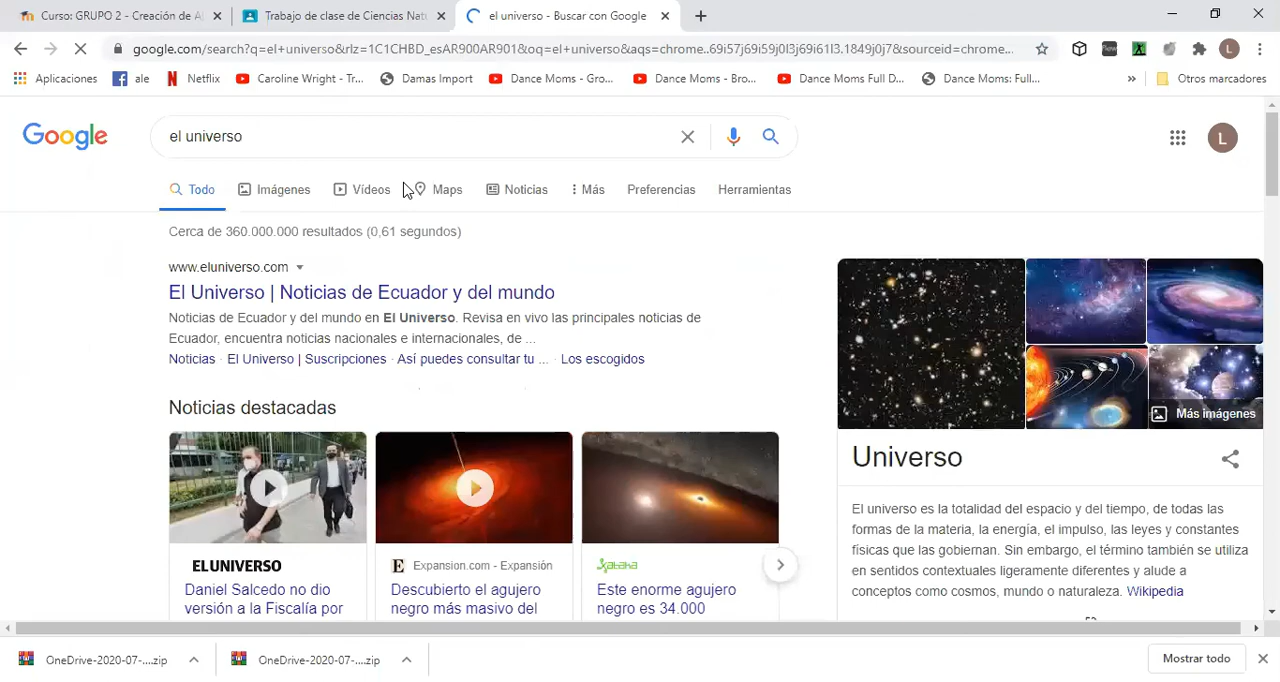 Curso: GRUPO 2 - Creación de Al
Trabajo de clase de Ciencias Natu
el universo - Buscar con Google
google.com/search?q=el+universo&rlz=1C1CHBD_esAR900AR901&oq=el+universo&aqs=chrome..69i57j69i59j0l3j69i61l3.1849j0j7&sourceid=chrome...
Aplicaciones
ale
Netflix
Caroline Wright - Tr...
Damas Import
Dance Moms - Gro...
Dance Moms - Bro...
Dance Moms Full D...
Dance Moms: Full...
»
Otros marcadores
Google
el universo
L
Todo
Imágenes
Vídeos
Maps
Noticias
Más
Preferencias
Herramientas
Cerca de 360.000.000 resultados (0,61 segundos)
www.eluniverso.com
El Universo | Noticias de Ecuador y del mundo
Noticias de Ecuador y del mundo en El Universo. Revisa en vivo las principales noticias de
Ecuador, encuentra noticias nacionales e internacionales, de ...
Noticias · El Universo | Suscripciones · Así puedes consultar tu ... · Los escogidos
Noticias destacadas
EL UNIVERSO
Daniel Salcedo no dio
versión a la Fiscalía por
E Expansion.com - Expansión
Descubierto el agujero
negro más masivo del
xataka
Este enorme agujero
negro es 34.000
Más imágenes
Universo
El universo es la totalidad del espacio y del tiempo, de todas las
formas de la materia, la energía, el impulso, las leyes y constantes
físicas que las gobiernan. Sin embargo, el término también se utiliza
en sentidos contextuales ligeramente diferentes y alude a
conceptos como cosmos, mundo o naturaleza. Wikipedia
OneDrive-2020-07-....zip
OneDrive-2020-07-....zip
Mostrar todo